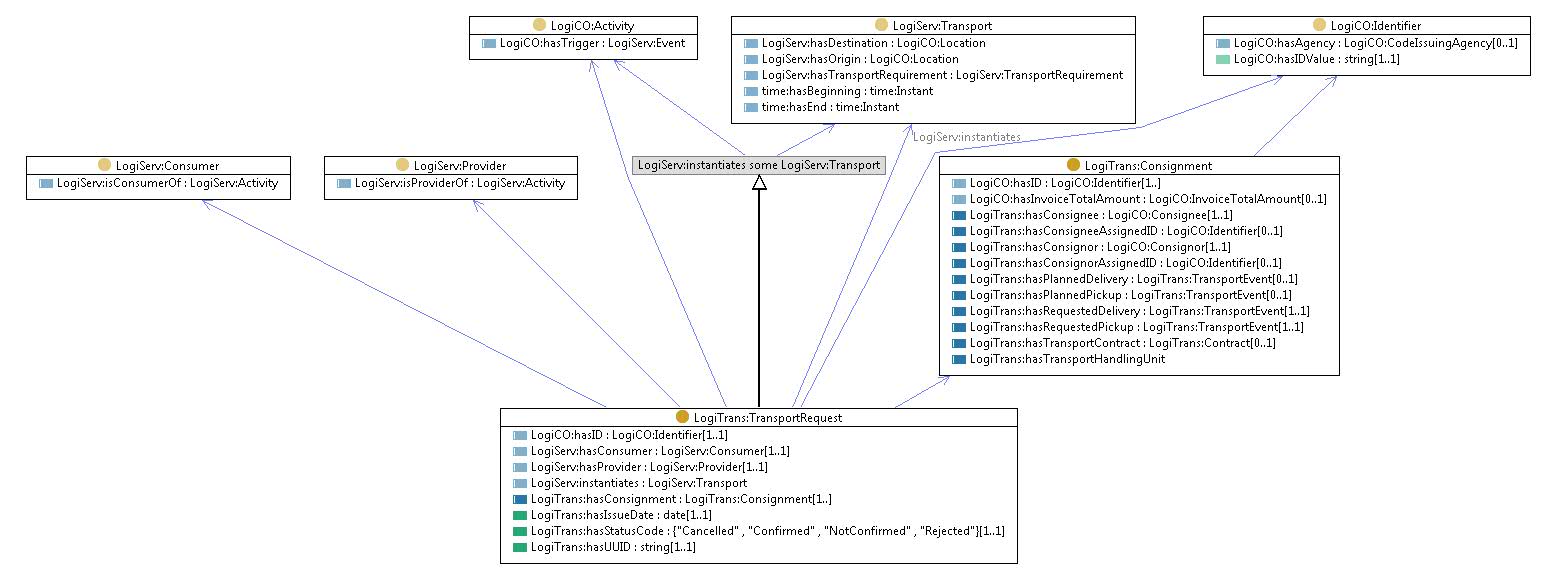 LogiCO:Activity
LogiCO:hasTrigger : LogiServ:Event
LogiServ:Transport
LogiServ:hasDestination : LogiCO:Location
LogiServ:hasOrigin : LogiCO:Location
LogiServ:hasTransportRequirement : LogiServ:TransportRequirement
time:hasBeginning : time:Instant
time:hasEnd : time:Instant
LogiCO:Identifier
LogiCO:hasAgency : LogiCO:CodeIssuingAgency[0..1]
LogiCO:hasIDValue : string[1..1]
LogiServ:instantiates
LogiServ:Consumer
LogiServ:isConsumerOf : LogiServ:Activity
LogiServ:Provider
LogiServ:isProviderOf : LogiServ:Activity
LogiServ:instantiates some LogiServ:Transport
LogiTrans:Consignment
LogiCO:hasID : LogiCO:Identifier[1..]
LogiCO:hasInvoiceTotalAmount : LogiCO:InvoiceTotalAmount[0..1]
LogiTrans:hasConsignee : LogiCO:Consignee[1..1]
LogiTrans:hasConsigneeAssignedID : LogiCO:Identifier[0..1]
LogiTrans:hasConsignor : LogiCO:Consignor[1..1]
LogiTrans:hasConsignorAssignedID : LogiCO:Identifier[0..1]
LogiTrans:hasPlannedDelivery : LogiTrans:TransportEvent[0..1]
LogiTrans:hasPlannedPickup : LogiTrans:TransportEvent[0..1]
LogiTrans:hasRequestedDelivery : LogiTrans:TransportEvent[1..1]
LogiTrans:hasRequestedPickup : LogiTrans:TransportEvent[1..1]
LogiTrans:hasTransportContract : LogiTrans:Contract[0..1]
LogiTrans:hasTransportHandlingUnit
LogiTrans:TransportRequest
LogiCO:hasID : LogiCO:Identifier[1..1]
LogiServ:hasConsumer : LogiServ:Consumer[1..1]
LogiServ:hasProvider : LogiServ:Provider[1..1]
LogiServ:instantiates : LogiServ:Transport
LogiTrans:hasConsignment : LogiTrans:Consignment[1..]
LogiTrans:hasIssueDate : date[1..1]
LogiTrans:hasStatusCode : {"Cancelled" , "Confirmed" , "NotConfirmed" , "Rejected"}[1..1]
LogiTrans:hasUUID : string[1..1]